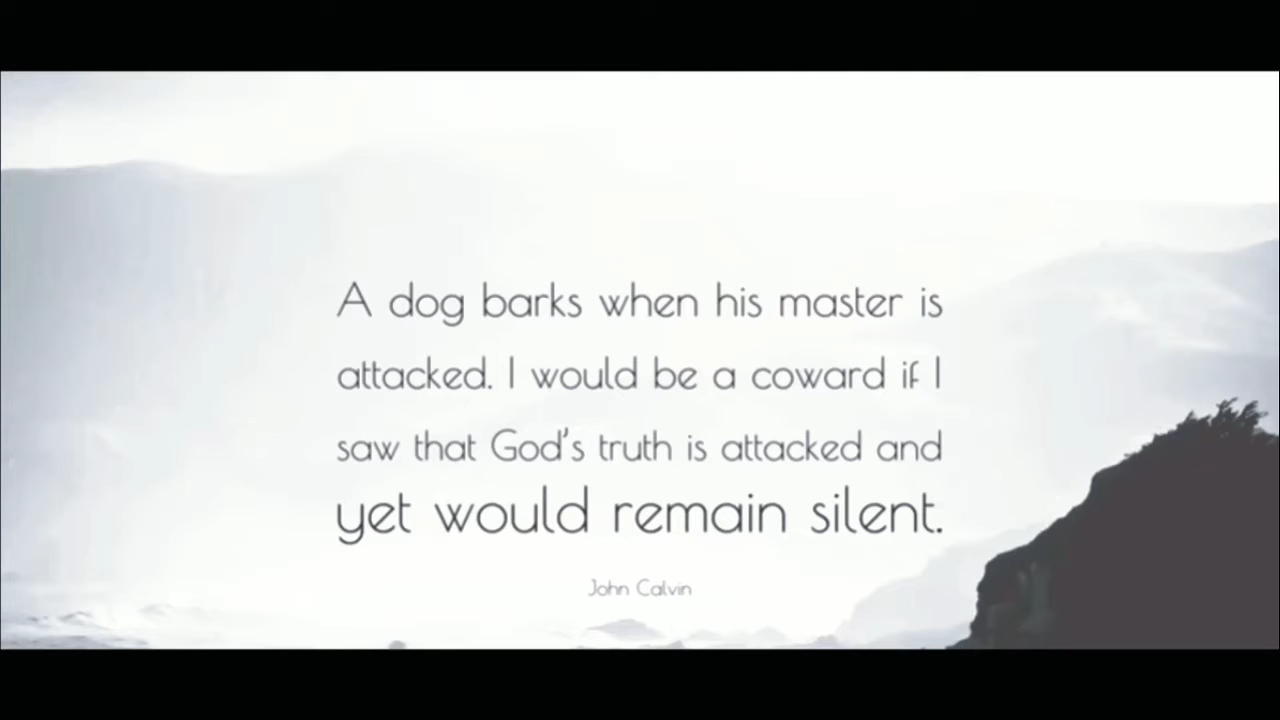 A dog barks when his master is
attacked. I would be a coward if I
saw that God's truth is attacked and
yet would remain silent.
John Calvin